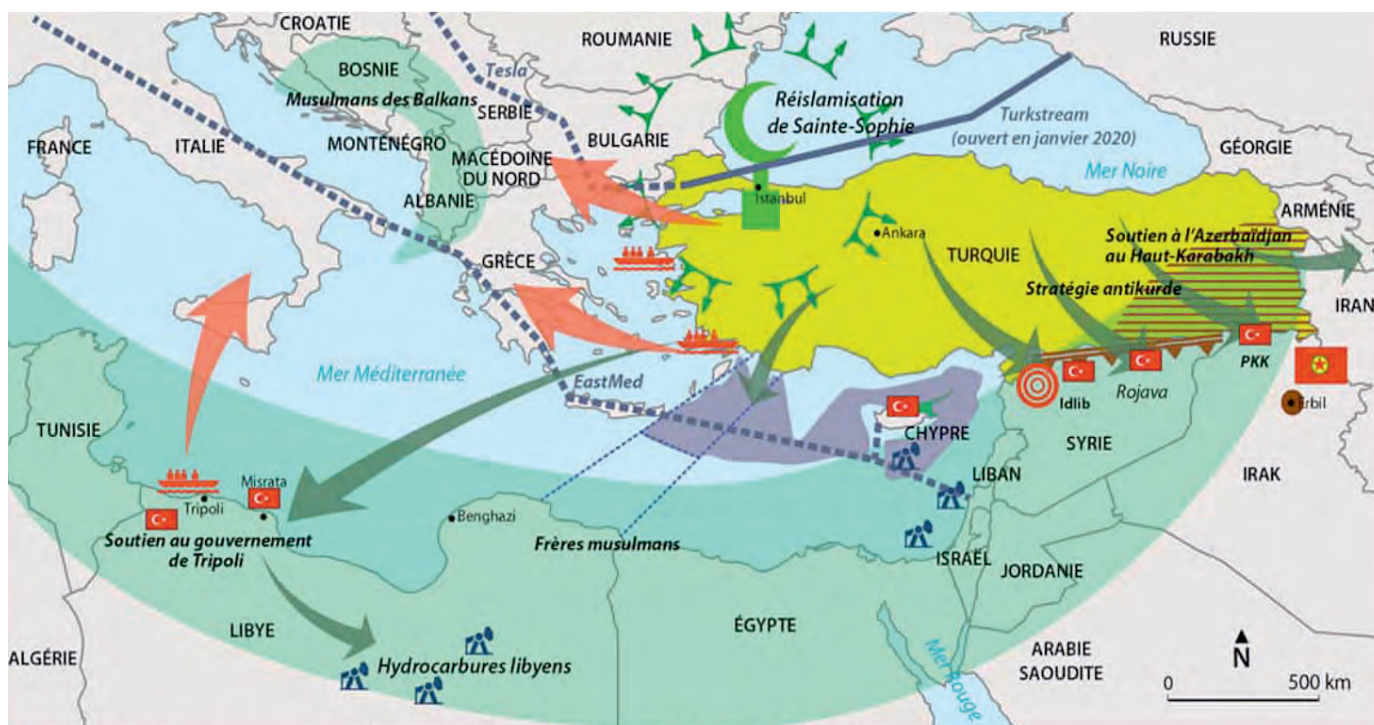 CROATIE
ROUMANIE
RUSSIE
BOSNIE
Tesla
Musulmans des Balkans
SERBIE
Réislamisation
de Sainte-Sophie
Turkstream
(ouvert en janvier 2020)
FRANCE
ITALIE
MONTÉNÉGRO
BULGARIE
GÉORGIE
MACÉDOINE
DU NORD
Mer Noire
ALBANIE
Istanbul
ARMÉNIE
Ankara
GRÈCE
TURQUIE
Soutien à l'Azerbaïdjan
au Haut-Karabakh
Stratégie antikurde
IRAN
Mer Méditerranée
EastMed
PKK
Idlib
Rojava
Erbil
TUNISIE
CHYPRE
SYRIE
LIBAN
IRAK
Misrata
Tripoli
Benghazi
Soutien au gouvernement
de Tripoli
Frères musulmans
ISRAËL
JORDANIE
LIBYE
ÉGYPTE
ALGÉRIE
Hydrocarbures libyens
Mer Rouge
ARABIE
SAOUDITE
N
0 500 km